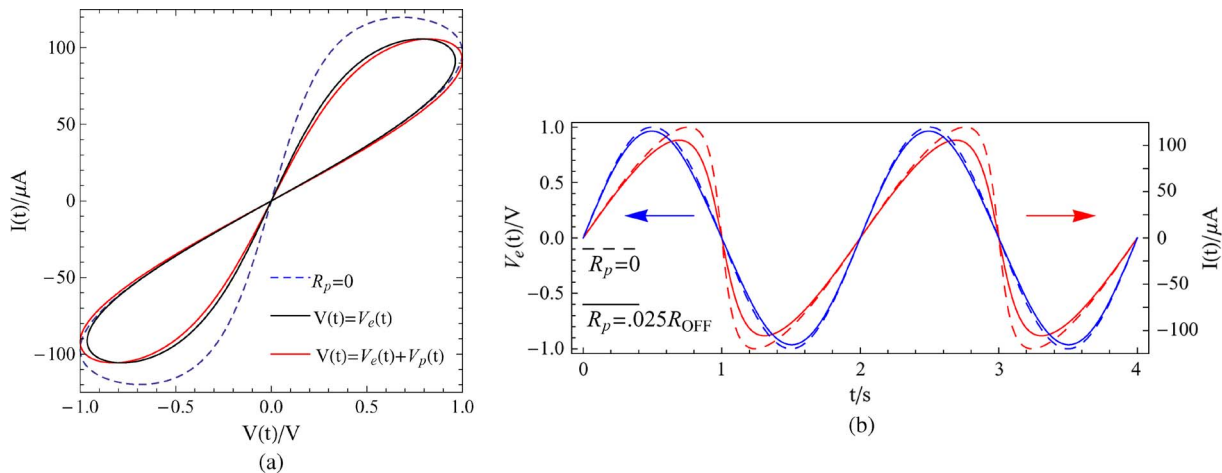 100
50
0
-50
-100
I(t)/μA
R_p=0
V(t)=V_e(t)
V(t)=V_e(t)+V_p(t)
-1.0 -0.5 0.0 0.5 1.0
V(t)/V
(a)
1.0
0.5
0.0
-0.5
-1.0
V_e(t)/V
R_p=0
R_p=.025R_OFF
100
50
0
-50
-100
I(t)/μA
0 1 2 3 4
t/s
(b)